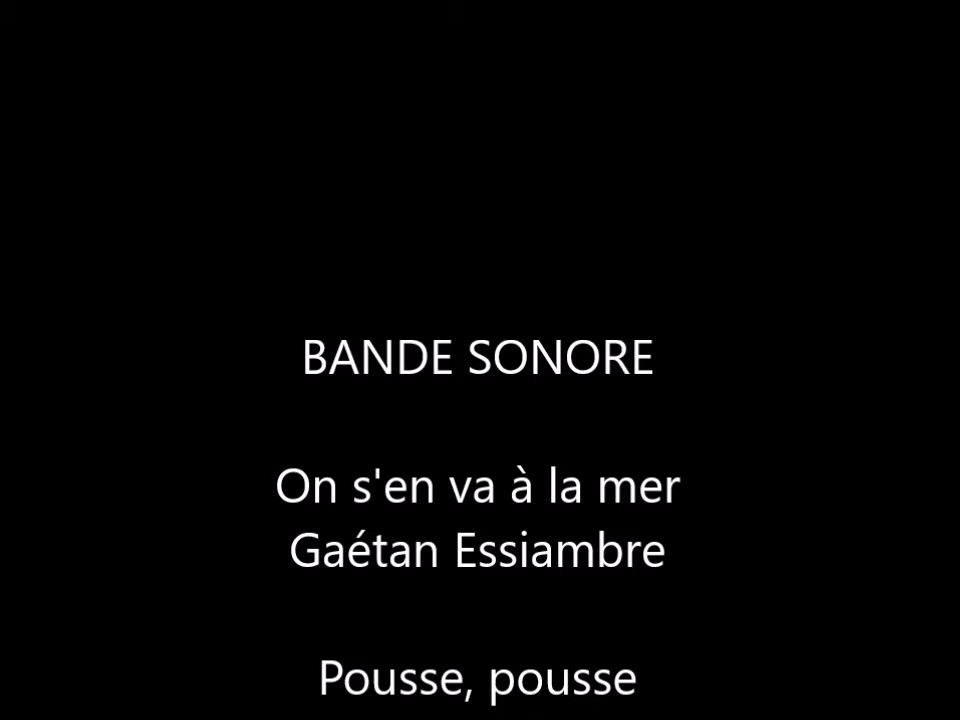 BANDE SONORE
On s'en va à la mer
Gaétan Essiambre
Pousse, pousse